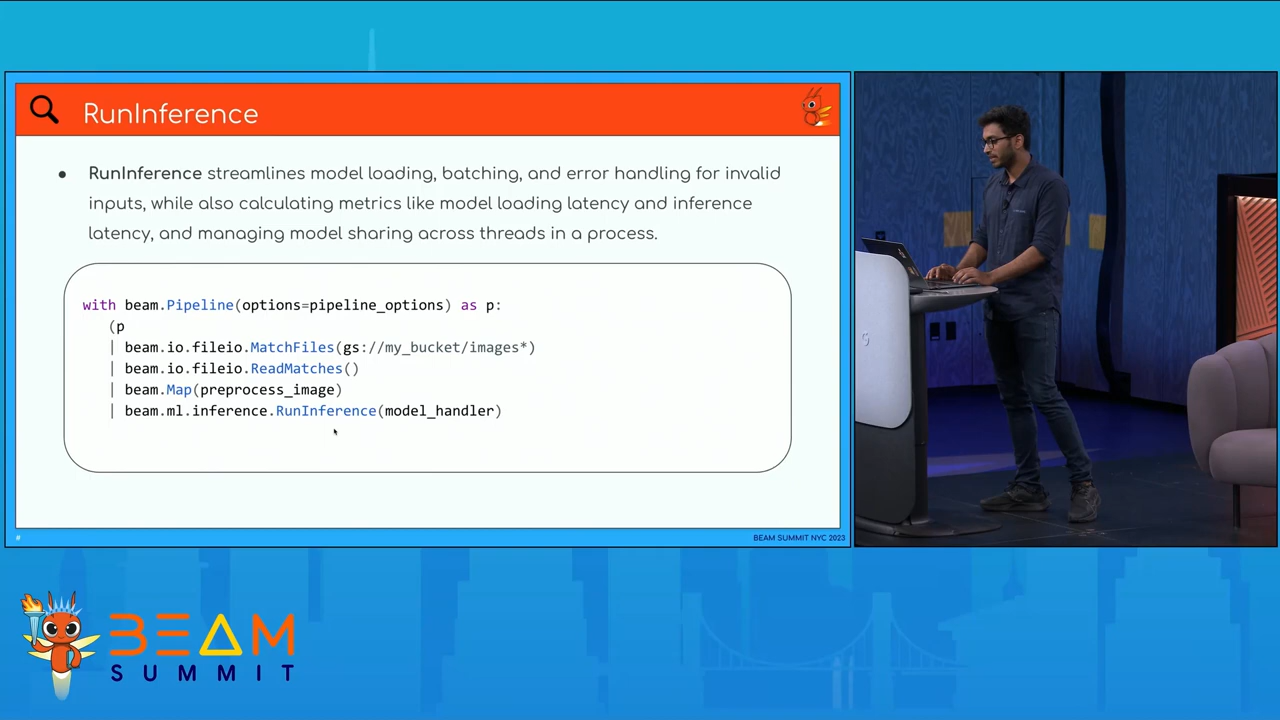 RunInference
● RunInference streamlines model loading, batching, and error handling for invalid
inputs, while also calculating metrics like model loading latency and inference
latency, and managing model sharing across threads in a process.
with beam.Pipeline(options=pipeline_options) as p:
(p
| beam.io.fileio.MatchFiles(gs://my_bucket/images*)
| beam.io.fileio.ReadMatches()
| beam.Map(preprocess_image)
| beam.ml.inference.RunInference(model_handler)
#
BEAM SUMMIT NYC 2023
BEAM
SUMMIT